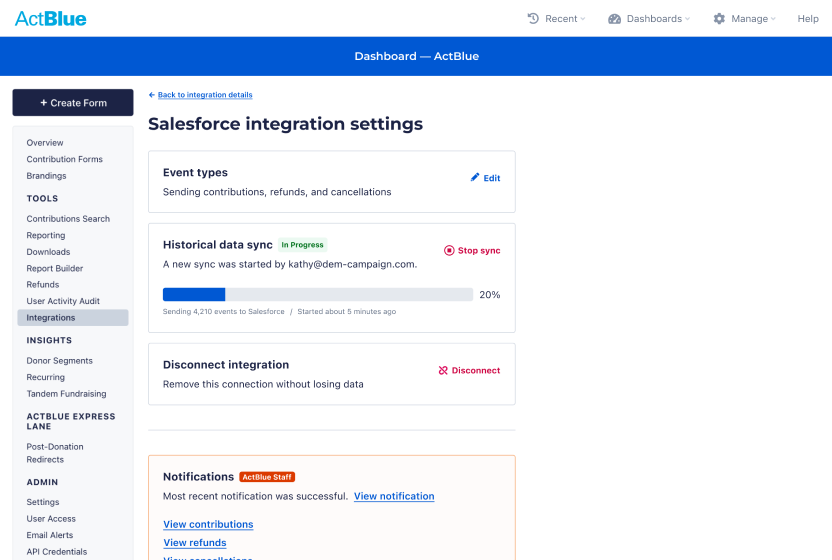 ActBlue
Recent
Dashboards
Manage
Help
Dashboard — ActBlue
+ Create Form
Overview
Contribution Forms
Brandings
TOOLS
Contributions Search
Reporting
Downloads
Report Builder
Refunds
User Activity Audit
Integrations
INSIGHTS
Donor Segments
Recurring
Tandem Fundraising
ACTBLUE EXPRESS
LANE
Post-Donation
Redirects
ADMIN
Settings
User Access
Email Alerts
API Credentials
← Back to integration details
Salesforce integration settings
Event types
Edit
Sending contributions, refunds, and cancellations
Historical data sync In Progress
Stop sync
A new sync was started by kathy@dem-campaign.com.
20%
Sending 4,210 events to Salesforce / Started about 5 minutes ago
Disconnect integration
Disconnect
Remove this connection without losing data
Notifications ActBlue Staff
Most recent notification was successful. View notification
View contributions
View refunds
View cancellations